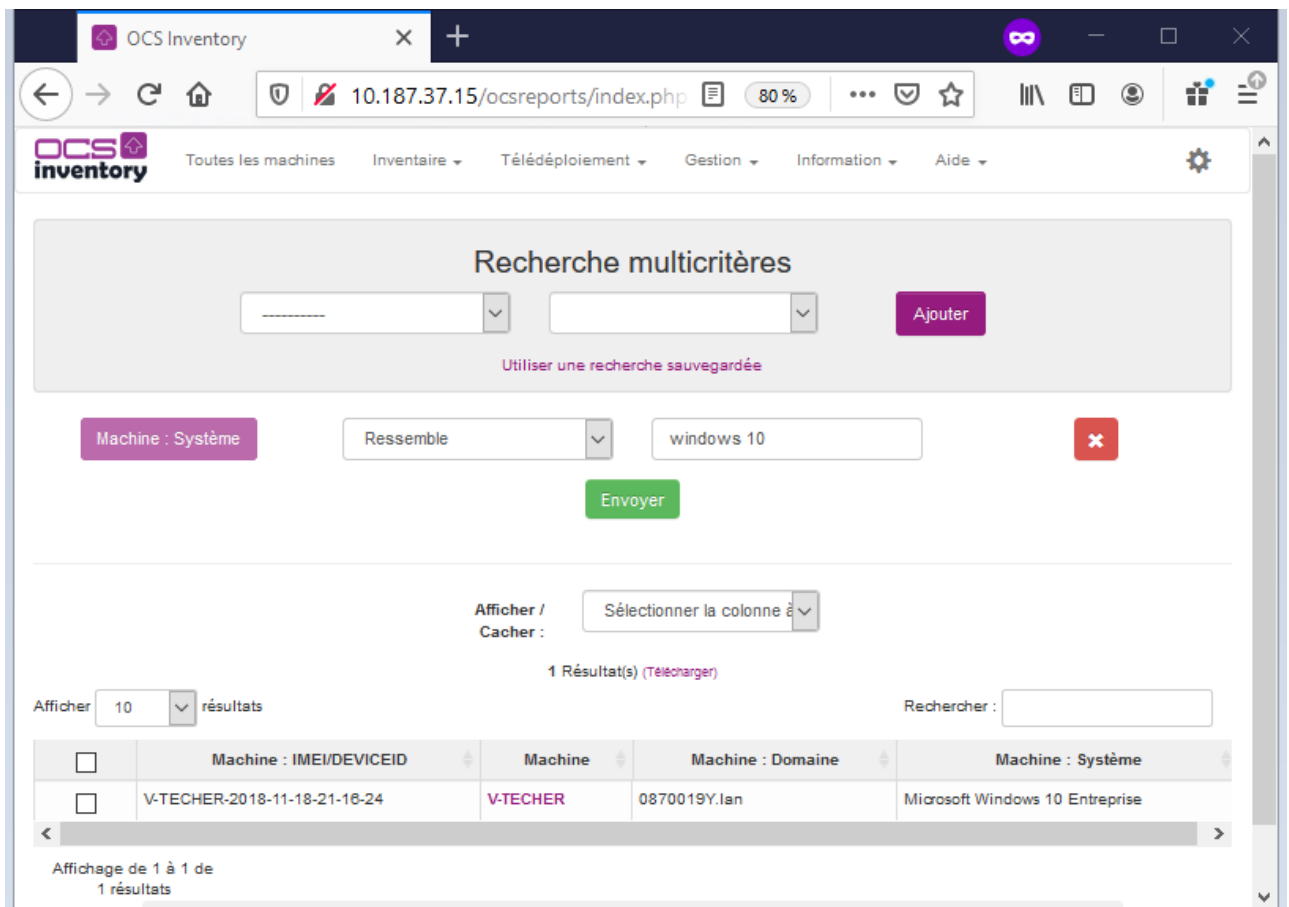 OCS Inventory
10.187.37.15/ocsreports/index.php 80 %
OCS inventory
Toutes les machines Inventaire Télédéploiement Gestion Information Aide
Recherche multicritères
---------- Ajouter
Utiliser une recherche sauvegardée
Machine : Système Ressemble windows 10
Envoyer
Afficher / Sélectionner la colonne à
Cacher :
1 Résultat(s) (Télécharger)
Afficher 10 résultats Rechercher :
Machine : IMEI/DEVICEID Machine Machine : Domaine Machine : Système
V-TECHER-2018-11-18-21-16-24 V-TECHER 0870019Y.lan Microsoft Windows 10 Entreprise
Affichage de 1 à 1 de
1 résultats